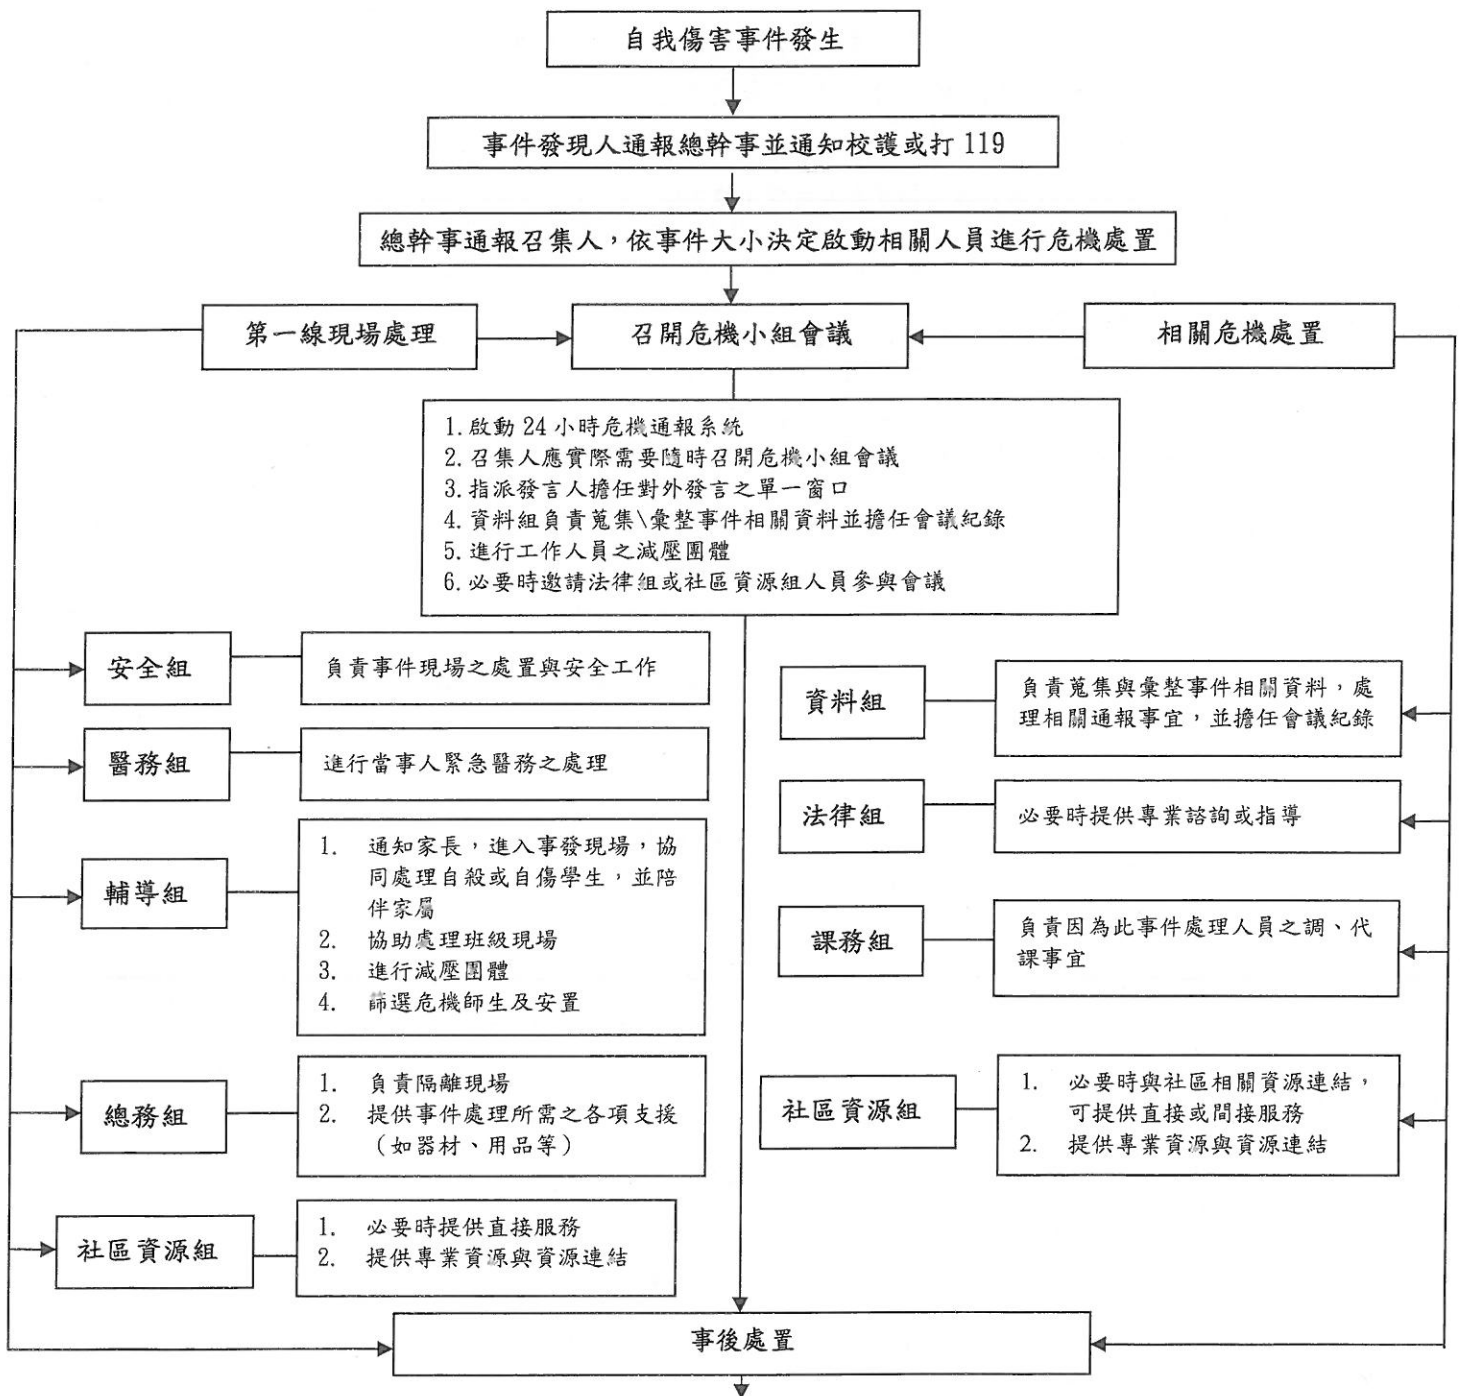 自我傷害事件發生
事件發現人通報總幹事並通知校護或打 119
總幹事通報召集人，依事件大小決定啟動相關人員進行危機處置
第一線現場處理
召開危機小組會議
相關危機處置
1. 啟動 24 小時危機通報系統
2. 召集人應實際需要隨時召開危機小組會議
3. 指派發言人擔任對外發言之單一窗口
4. 資料組負責蒐集\彙整事件相關資料並擔任會議紀錄
5. 進行工作人員之減壓團體
6. 必要時邀請法律組或社區資源組人員參與會議
安全組
負責事件現場之處置與安全工作
醫務組
進行當事人緊急醫務之處理
輔導組
1. 通知家長，進入事發現場，協
同處理自殺或自傷學生，並陪
伴家屬
2. 協助處理班級現場
3. 進行減壓團體
4. 篩選危機師生及安置
總務組
1. 負責隔離現場
2. 提供事件處理所需之各項支援
（如器材、用品等）
社區資源組
1. 必要時提供直接服務
2. 提供專業資源與資源連結
資料組
負責蒐集與彙整事件相關資料，處
理相關通報事宜，並擔任會議紀錄
法律組
必要時提供專業諮詢或指導
課務組
負責因為此事件處理人員之調、代
課事宜
社區資源組
1. 必要時與社區相關資源連結，
可提供直接或間接服務
2. 提供專業資源與資源連結
事後處置